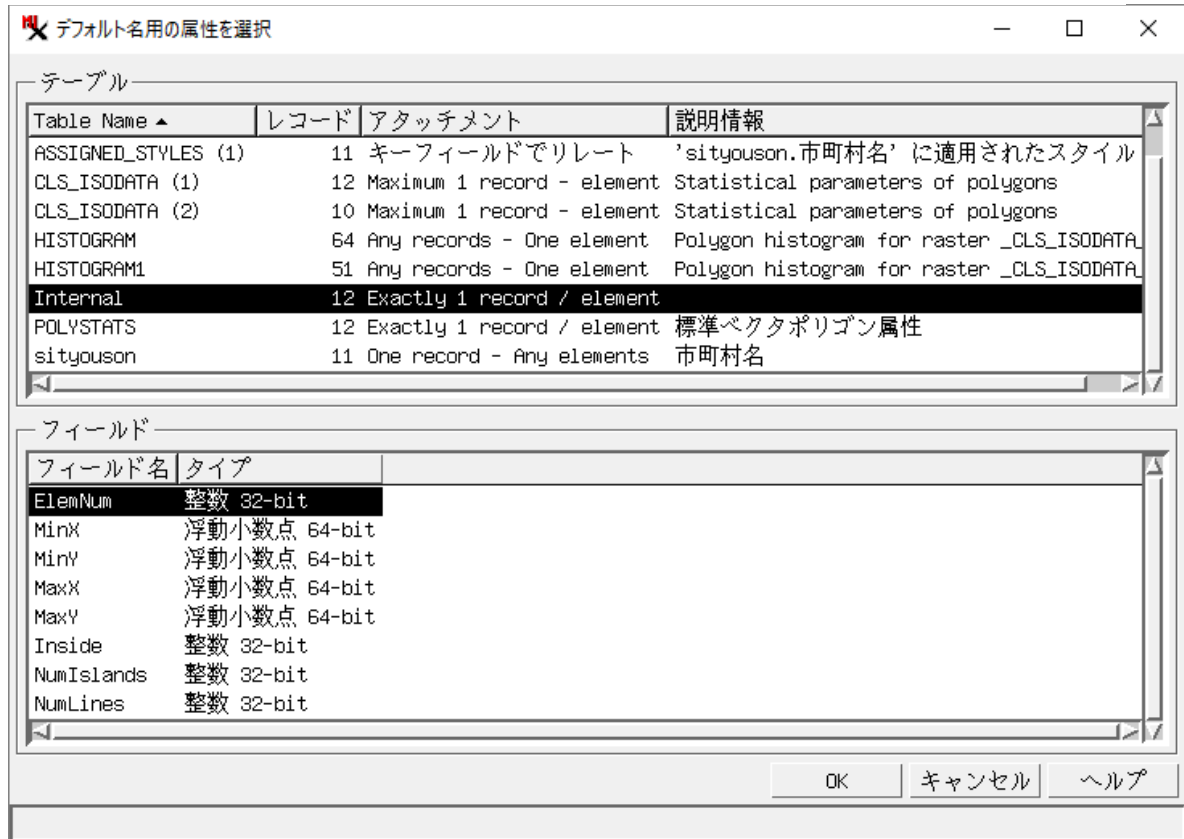 デフォルト名用の属性を選択
テーブル
Table Name ▲ レコード アタッチメント 説明情報
ASSIGNED_STYLES (1) 11 キーフィールドでリレート 'sityouson.市町村名' に適用されたスタイル
CLS_ISODATA (1) 12 Maximum 1 record - element Statistical parameters of polygons
CLS_ISODATA (2) 10 Maximum 1 record - element Statistical parameters of polygons
HISTOGRAM 64 Any records - One element Polygon histogram for raster _CLS_ISODATA_
HISTOGRAM1 51 Any records - One element Polygon histogram for raster _CLS_ISODATA_
Internal 12 Exactly 1 record / element
POLYSTATS 12 Exactly 1 record / element 標準ベクタポリゴン属性
sityouson 11 One record - Any elements 市町村名
フィールド
フィールド名 タイプ
ElemNum 整数 32-bit
MinX 浮動小数点 64-bit
MinY 浮動小数点 64-bit
MaxX 浮動小数点 64-bit
MaxY 浮動小数点 64-bit
Inside 整数 32-bit
NumIslands 整数 32-bit
NumLines 整数 32-bit
OK キャンセル ヘルプ